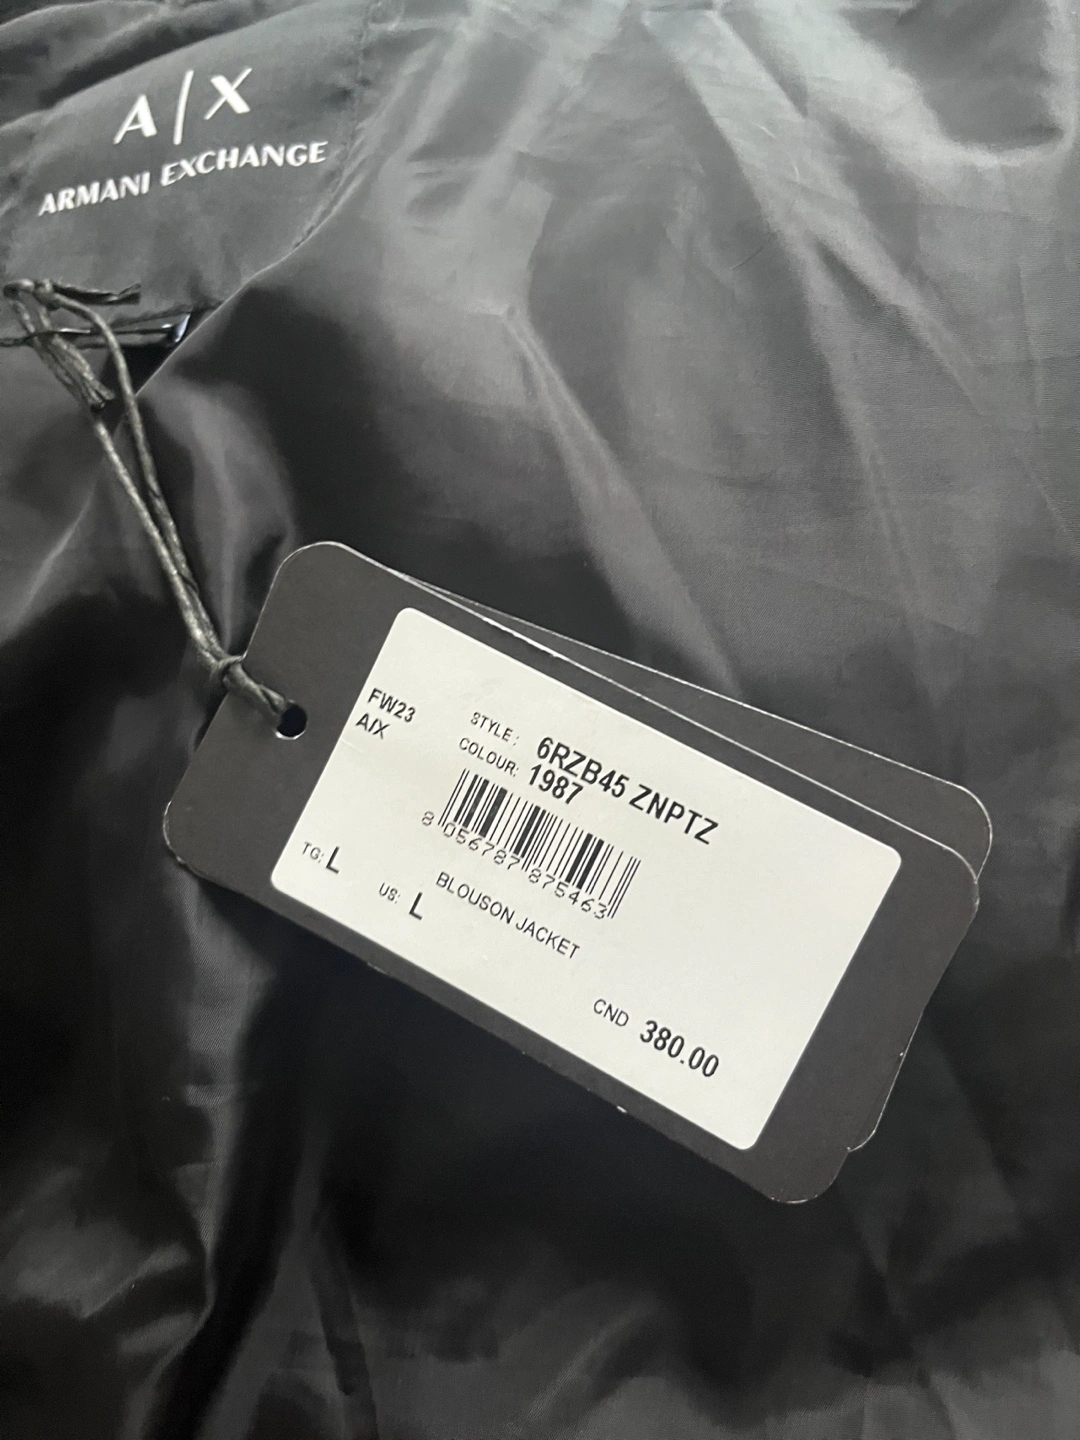 A|X
ARMANI EXCHANGE
FW23
A/X
STYLE: 6RZB45 ZNPTZ
COLOUR: 1987
8 056787 875463
TG: L
US: L
BLOUSON JACKET
CND 380.00